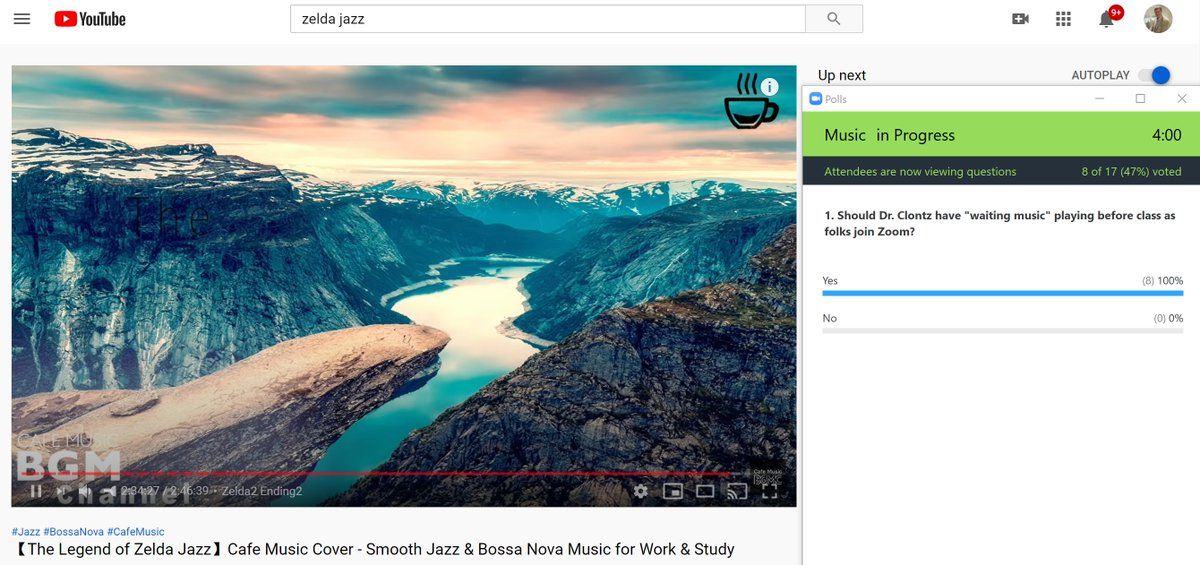 YouTube
zelda jazz
9+
Up next
AUTOPLAY
Polls
Music in Progress 4:00
Attendees are now viewing questions 8 of 17 (47%) voted
1. Should Dr. Clontz have "waiting music" playing before class as
folks join Zoom?
Yes (8) 100%
No (0) 0%
The
CAFE MUSIC
BGM
channel
Cafe Music
BGM
2:34:27 / 2:46:39 • Zelda2 Ending2
#Jazz #BossaNova #CafeMusic
【The Legend of Zelda Jazz】Cafe Music Cover - Smooth Jazz & Bossa Nova Music for Work & Study